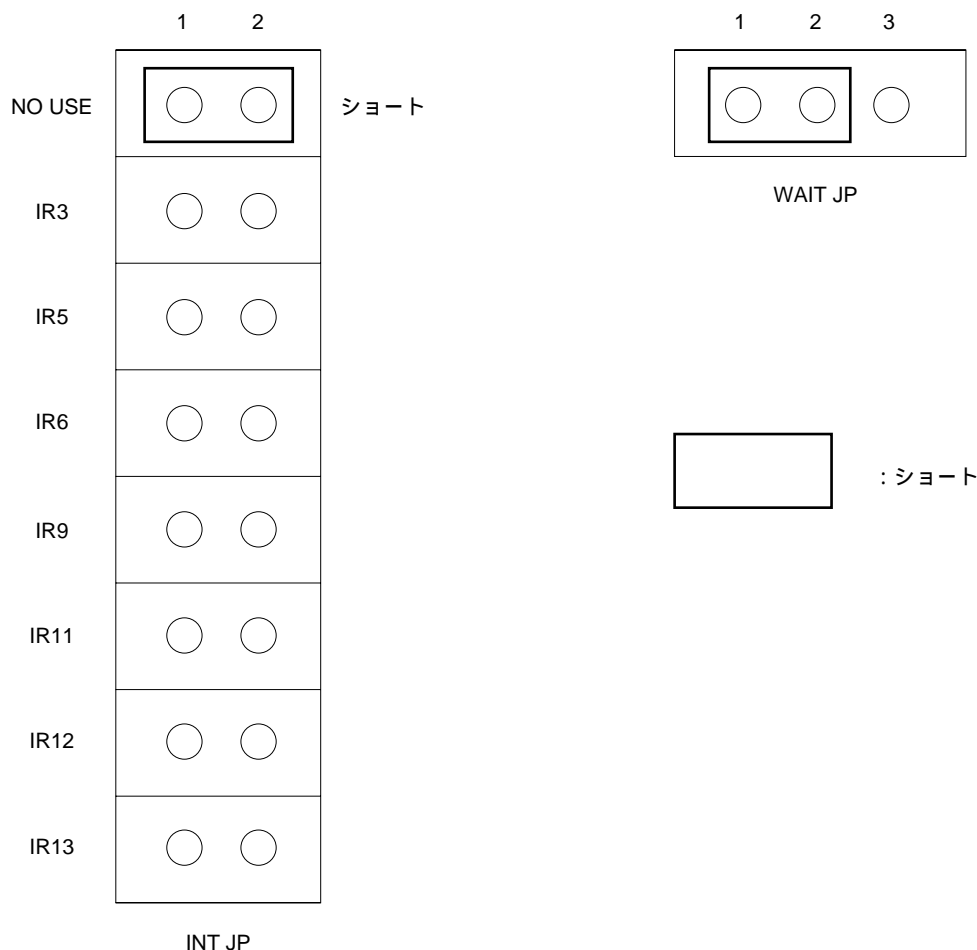 1 2
NO USE
ショート
IR3
IR5
IR6
IR9
IR11
IR12
IR13
INT JP
1 2 3
WAIT JP
:ショート